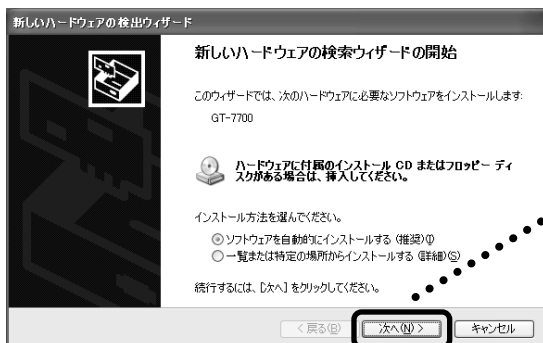 新しいハードウェアの検出ウィザード
新しいハードウェアの検索ウィザードの開始
このウィザードでは、次のハードウェアに必要なソフトウェアをインストールします:
GT-7700
ハードウェアに付属のインストール CD またはフロッピー ディ
スクがある場合は、挿入してください。
インストール方法を選んでください。
ソフトウェアを自動的にインストールする (推奨)(I)
一覧または特定の場所からインストールする (詳細)(S)
続行するには、[次へ] をクリックしてください。
< 戻る(B) 次へ(N) > キャンセル